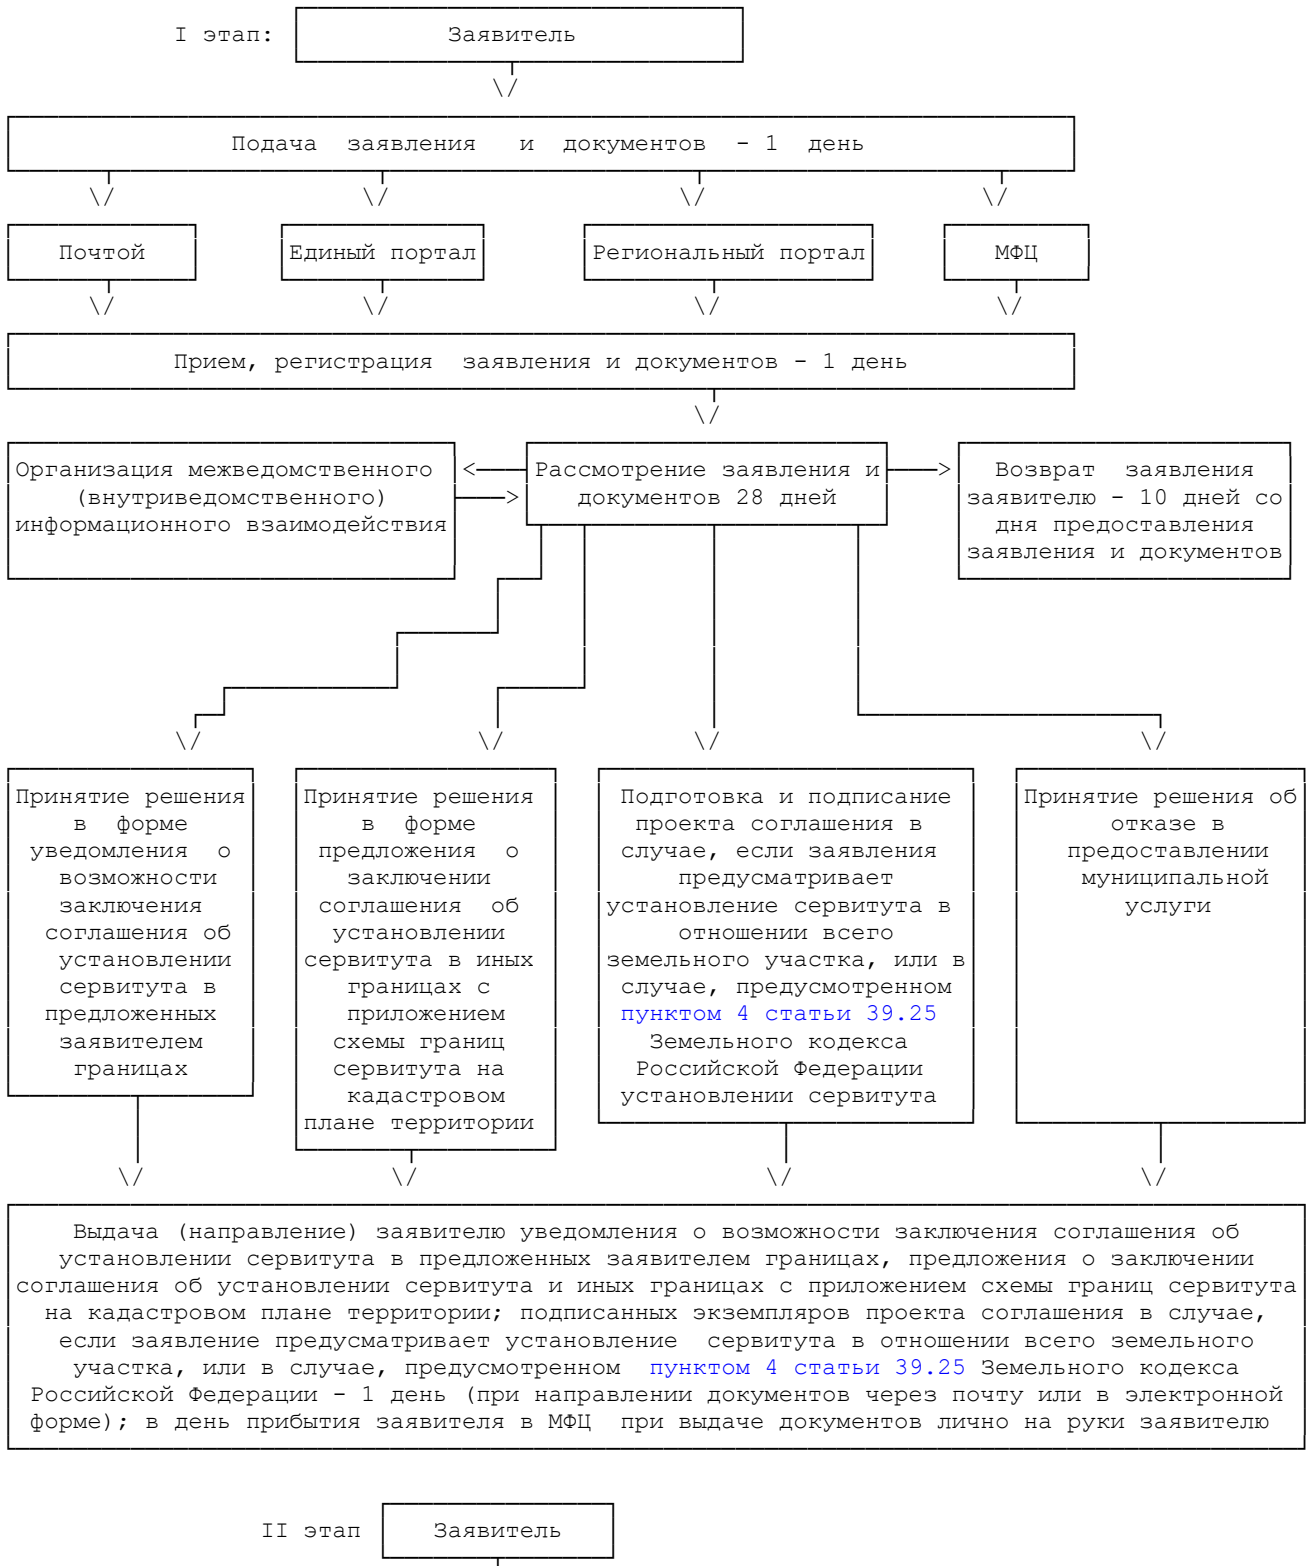 I этап:
Заявитель
Подача заявления и документов - 1 день
Почтой
Единый портал
Региональный портал
МФЦ
Прием, регистрация заявления и документов - 1 день
Организация межведомственного
(внутриведомственного)
информационного взаимодействия
Рассмотрение заявления и
документов 28 дней
Возврат заявления
заявителю - 10 дней со
дня предоставления
заявления и документов
Принятие решения
в форме
уведомления о
возможности
заключения
соглашения об
установлении
сервитута в
предложенных
заявителем
границах
Принятие решения
в форме
предложения о
заключении
соглашения об
установлении
сервитута в иных
границах с
приложением
схемы границ
сервитута на
кадастровом
плане территории
Подготовка и подписание
проекта соглашения в
случае, если заявления
предусматривает
установление сервитута в
отношении всего
земельного участка, или в
случае, предусмотренном
пунктом 4 статьи 39.25
Земельного кодекса
Российской Федерации
установлении сервитута
Принятие решения об
отказе в
предоставлении
муниципальной
услуги
Выдача (направление) заявителю уведомления о возможности заключения соглашения об
установлении сервитута в предложенных заявителем границах, предложения о заключении
соглашения об установлении сервитута и иных границах с приложением схемы границ сервитута
на кадастровом плане территории; подписанных экземпляров проекта соглашения в случае,
если заявление предусматривает установление сервитута в отношении всего земельного
участка, или в случае, предусмотренном пунктом 4 статьи 39.25 Земельного кодекса
Российской Федерации - 1 день (при направлении документов через почту или в электронной
форме); в день прибытия заявителя в МФЦ при выдаче документов лично на руки заявителю
II этап
Заявитель